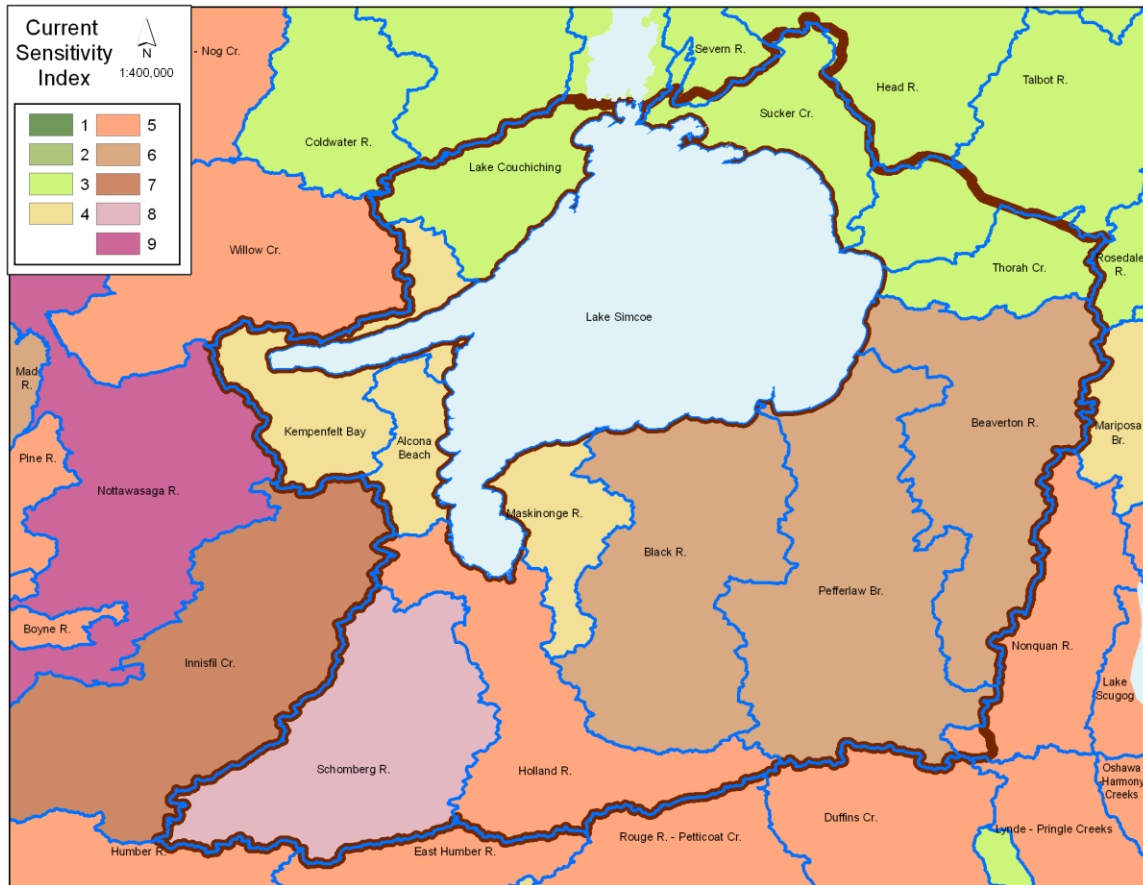 Current
Sensitivity
Index
N
1:400,000
1 5
2 6
3 7
4 8
9
- Nog Cr.
Severn R.
Head R.
Talbot R.
Sucker Cr.
Coldwater R.
Lake Couchiching
Willow Cr.
Thorah Cr.
Rosedale
R.
Lake Simcoe
Mad
R.
Kempenfelt Bay
Alcona
Beach
Beaverton R.
Mariposa
Br.
Pine R.
Nottawasaga R.
Maskinonge R.
Black R.
Pefferlaw Br.
Boyne R.
Innisfil Cr.
Nonquan R.
Lake
Scugog
Schomberg R.
Holland R.
Oshawa
Harmony
Creeks
Duffins Cr.
Lynde - Pringle Creeks
Rouge R. - Petticoat Cr.
Humber R.
East Humber R.